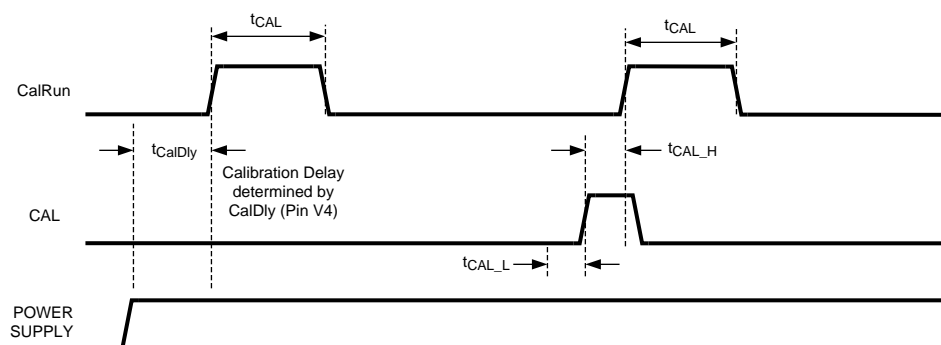 tCAL
tCAL
CalRun
tCalDly
tCAL_H
Calibration Delay
determined by
CalDly (Pin V4)
CAL
tCAL_L
POWER
SUPPLY